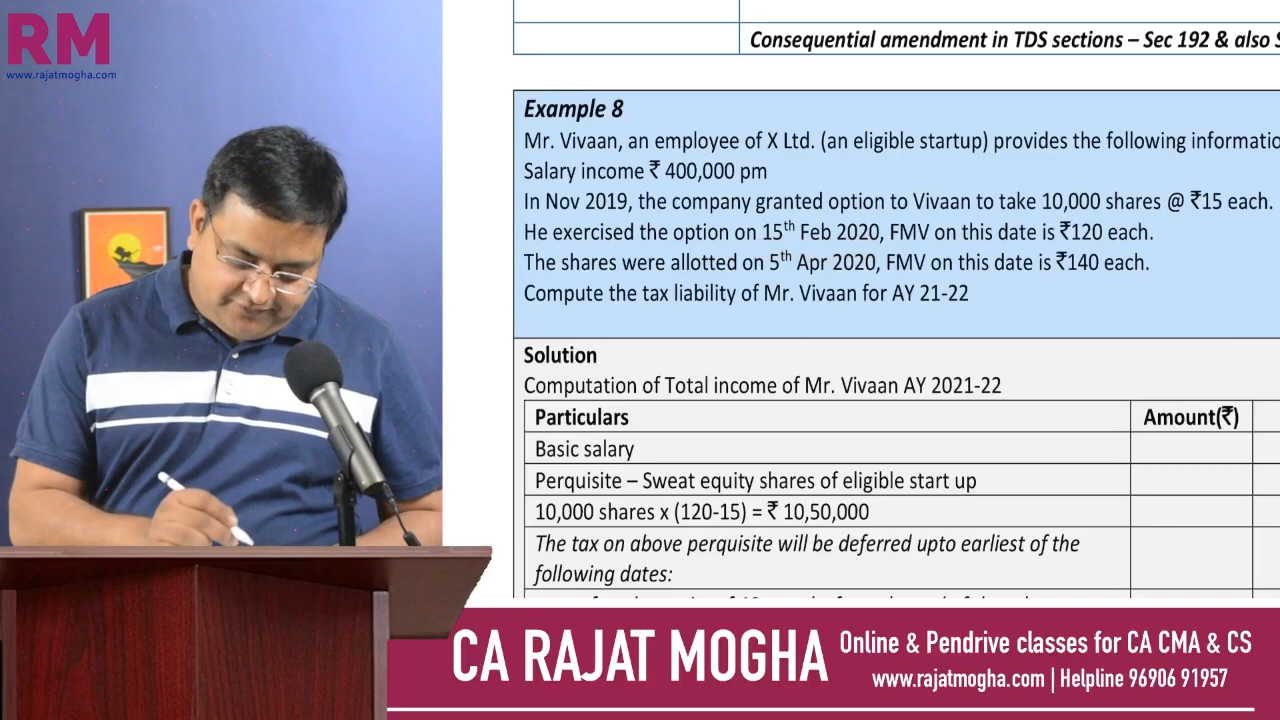 RM
www.rajatmogha.com
Consequential amendment in TDS sections – Sec 192 & also
Example 8
Mr. Vivaan, an employee of X Ltd. (an eligible startup) provides the following informatio
Salary income ₹ 400,000 pm
In Nov 2019, the company granted option to Vivaan to take 10,000 shares @ ₹15 each.
He exercised the option on 15th Feb 2020, FMV on this date is ₹120 each.
The shares were allotted on 5th Apr 2020, FMV on this date is ₹140 each.
Compute the tax liability of Mr. Vivaan for AY 21-22
Solution
Computation of Total income of Mr. Vivaan AY 2021-22
Particulars Amount(₹)
Basic salary
Perquisite – Sweat equity shares of eligible start up
10,000 shares x (120-15) = ₹ 10,50,000
The tax on above perquisite will be deferred upto earliest of the
following dates:
CA RAJAT MOGHA
Online & Pendrive classes for CA CMA & CS
www.rajatmogha.com | Helpline 96906 91957